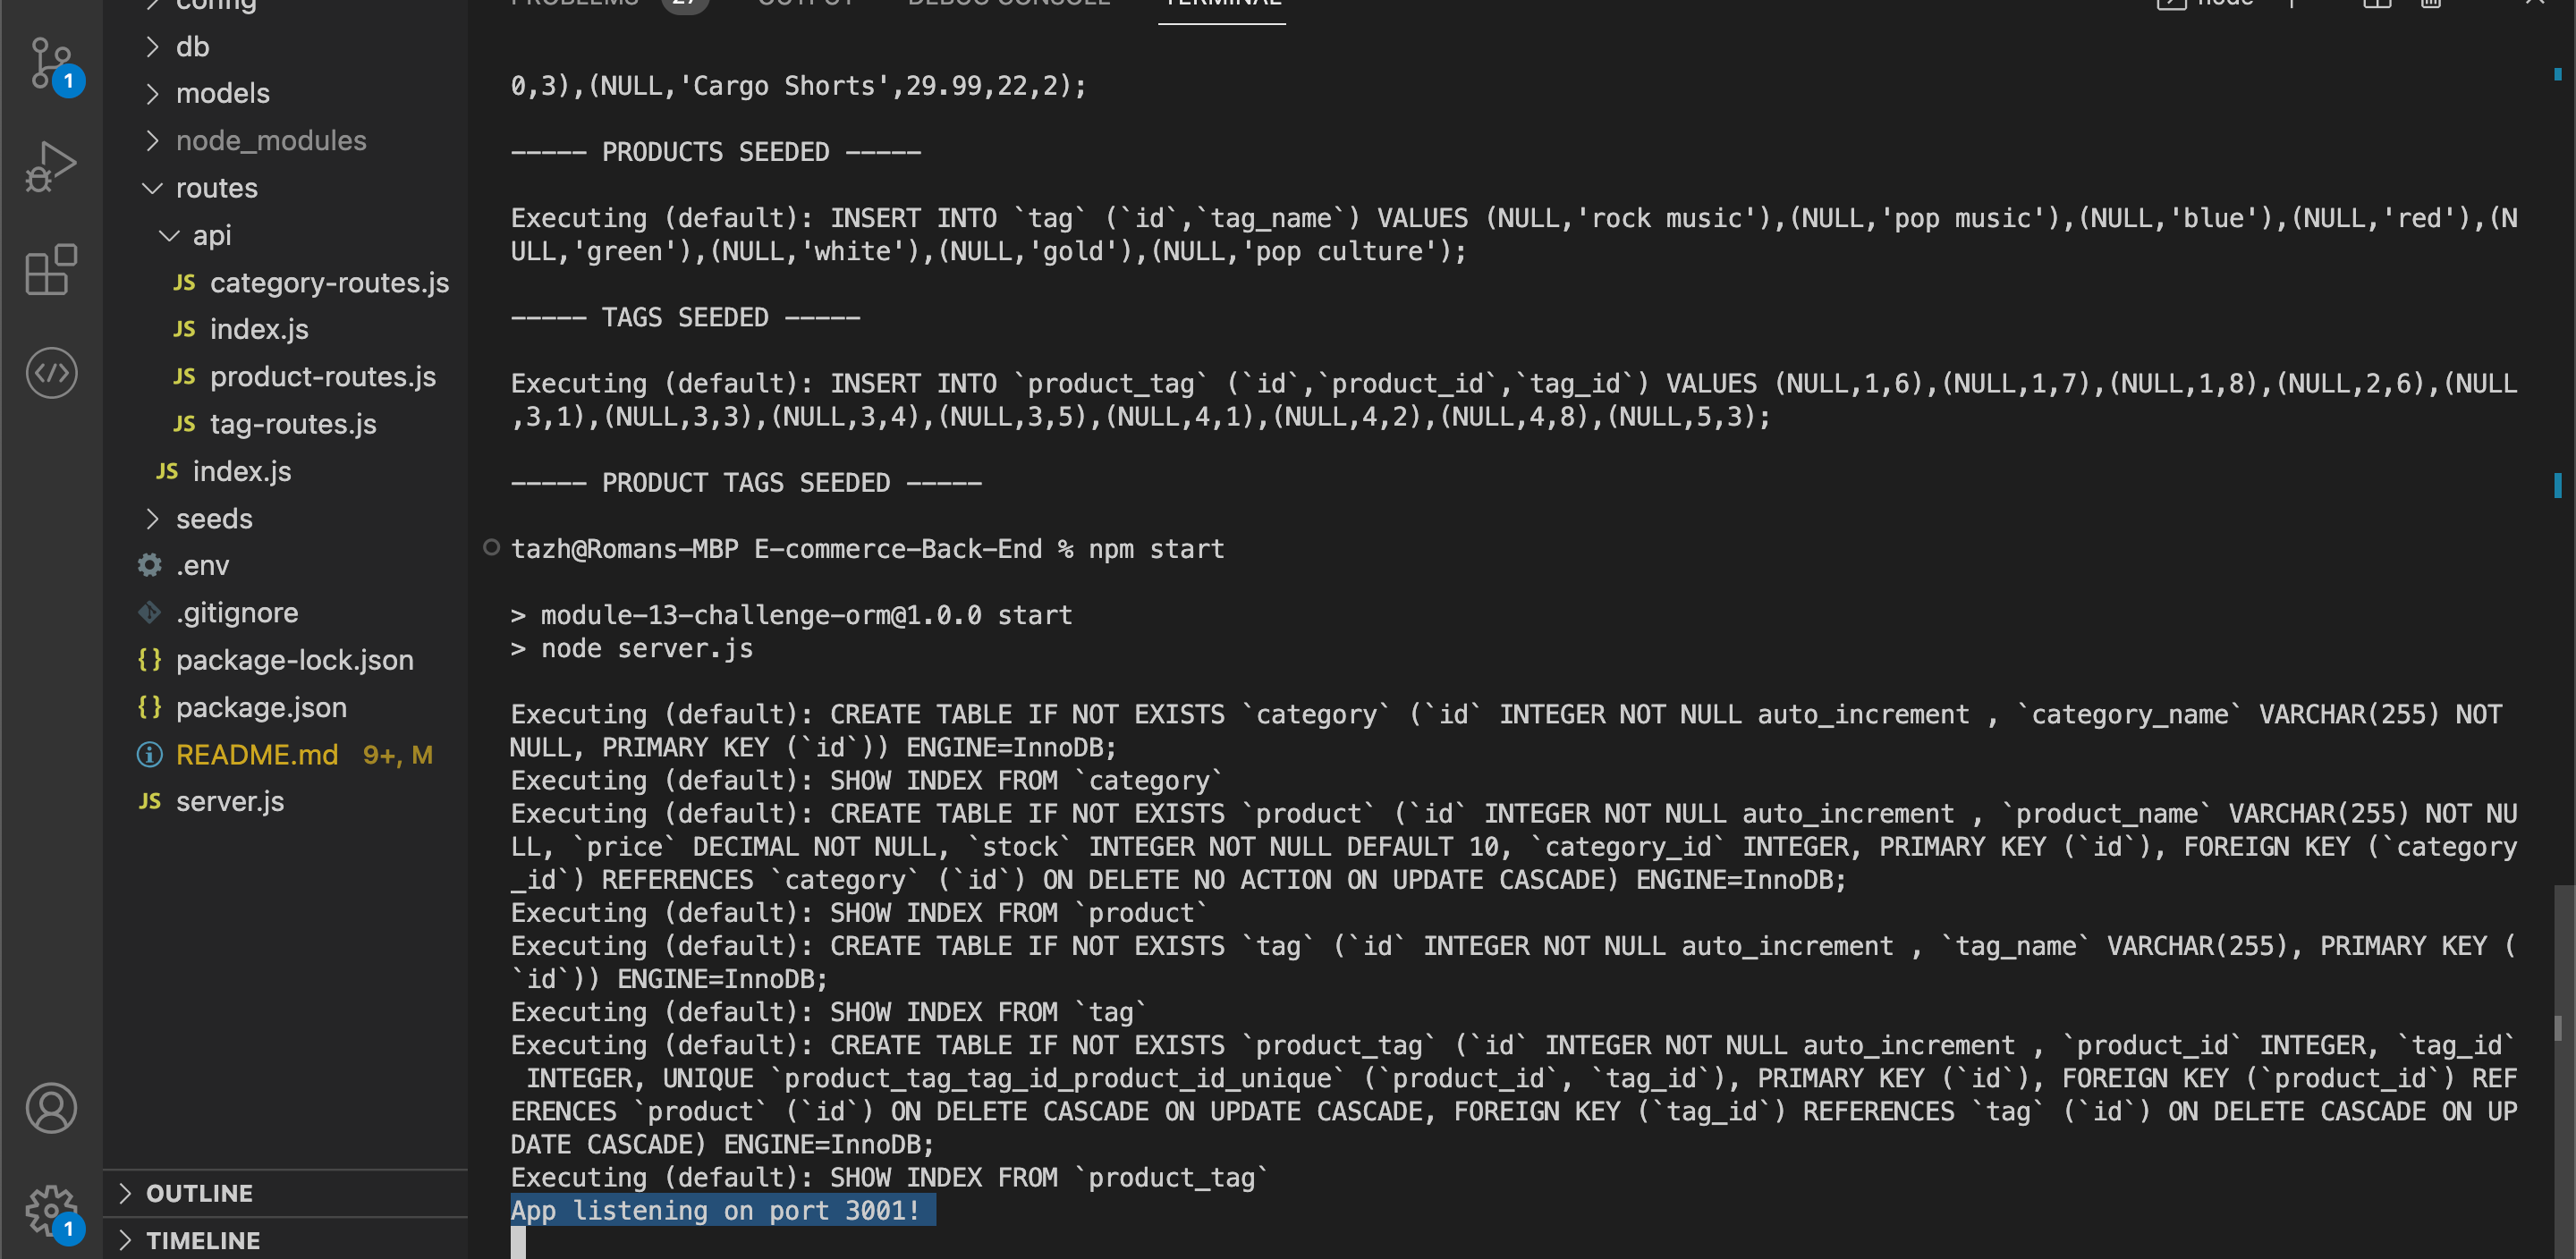 config
db
models
node_modules
routes
api
JS category-routes.js
JS index.js
JS product-routes.js
JS tag-routes.js
JS index.js
seeds
.env
.gitignore
{} package-lock.json
{} package.json
README.md 9+, M
JS server.js
OUTLINE
TIMELINE
1
1
PROBLEMS 27 OUTPUT DEBUG CONSOLE TERMINAL node
0,3),(NULL,'Cargo Shorts',29.99,22,2);
----- PRODUCTS SEEDED -----
Executing (default): INSERT INTO `tag` (`id`,`tag_name`) VALUES (NULL,'rock music'),(NULL,'pop music'),(NULL,'blue'),(NULL,'red'),(N
ULL,'green'),(NULL,'white'),(NULL,'gold'),(NULL,'pop culture');
----- TAGS SEEDED -----
Executing (default): INSERT INTO `product_tag` (`id`,`product_id`,`tag_id`) VALUES (NULL,1,6),(NULL,1,7),(NULL,1,8),(NULL,2,6),(NULL
,3,1),(NULL,3,3),(NULL,3,4),(NULL,3,5),(NULL,4,1),(NULL,4,2),(NULL,4,8),(NULL,5,3);
----- PRODUCT TAGS SEEDED -----
tazh@Romans-MBP E-commerce-Back-End % npm start
> module-13-challenge-orm@1.0.0 start
> node server.js
Executing (default): CREATE TABLE IF NOT EXISTS `category` (`id` INTEGER NOT NULL auto_increment , `category_name` VARCHAR(255) NOT
NULL, PRIMARY KEY (`id`)) ENGINE=InnoDB;
Executing (default): SHOW INDEX FROM `category`
Executing (default): CREATE TABLE IF NOT EXISTS `product` (`id` INTEGER NOT NULL auto_increment , `product_name` VARCHAR(255) NOT NU
LL, `price` DECIMAL NOT NULL, `stock` INTEGER NOT NULL DEFAULT 10, `category_id` INTEGER, PRIMARY KEY (`id`), FOREIGN KEY (`category
_id`) REFERENCES `category` (`id`) ON DELETE NO ACTION ON UPDATE CASCADE) ENGINE=InnoDB;
Executing (default): SHOW INDEX FROM `product`
Executing (default): CREATE TABLE IF NOT EXISTS `tag` (`id` INTEGER NOT NULL auto_increment , `tag_name` VARCHAR(255), PRIMARY KEY (
`id`)) ENGINE=InnoDB;
Executing (default): SHOW INDEX FROM `tag`
Executing (default): CREATE TABLE IF NOT EXISTS `product_tag` (`id` INTEGER NOT NULL auto_increment , `product_id` INTEGER, `tag_id`
INTEGER, UNIQUE `product_tag_tag_id_product_id_unique` (`product_id`, `tag_id`), PRIMARY KEY (`id`), FOREIGN KEY (`product_id`) REF
ERENCES `product` (`id`) ON DELETE CASCADE ON UPDATE CASCADE, FOREIGN KEY (`tag_id`) REFERENCES `tag` (`id`) ON DELETE CASCADE ON UP
DATE CASCADE) ENGINE=InnoDB;
Executing (default): SHOW INDEX FROM `product_tag`
App listening on port 3001!